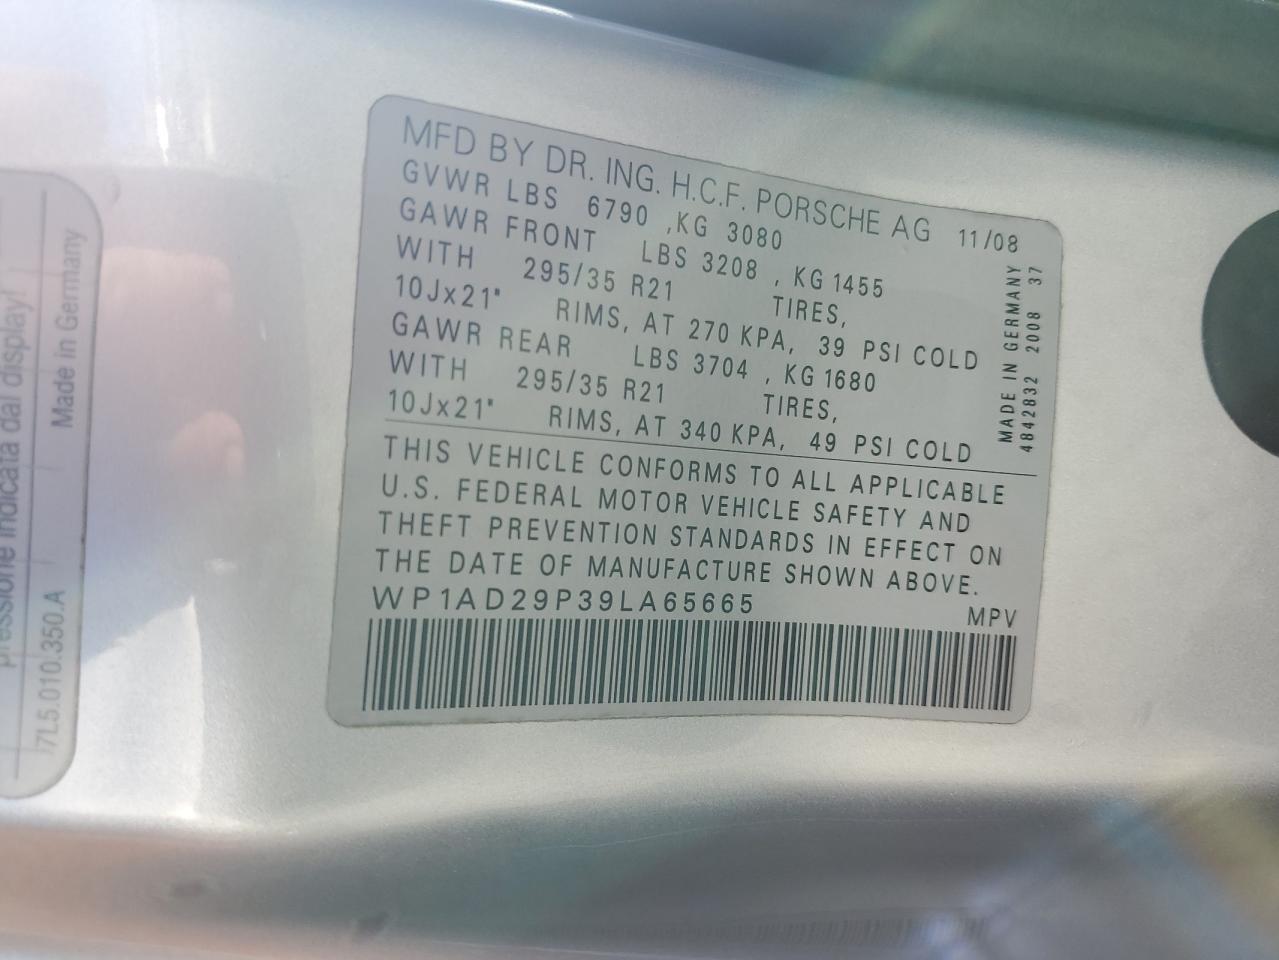 MFD BY DR. ING. H.C.F. PORSCHE AG 11/08
GVWR LBS 6790 ,KG 3080
GAWR FRONT LBS 3208 , KG 1455
WITH 295/35 R21 TIRES,
10Jx21" RIMS, AT 270 KPA, 39 PSI COLD
GAWR REAR LBS 3704 , KG 1680
WITH 295/35 R21 TIRES,
10Jx21" RIMS, AT 340 KPA, 49 PSI COLD
THIS VEHICLE CONFORMS TO ALL APPLICABLE
U.S. FEDERAL MOTOR VEHICLE SAFETY AND
THEFT PREVENTION STANDARDS IN EFFECT ON
THE DATE OF MANUFACTURE SHOWN ABOVE.
WP1AD29P39LA65665 MPV
MADE IN GERMANY
4842832 2008 37
pressione indicata dal display!
Made in Germany
7L5.010.350.A